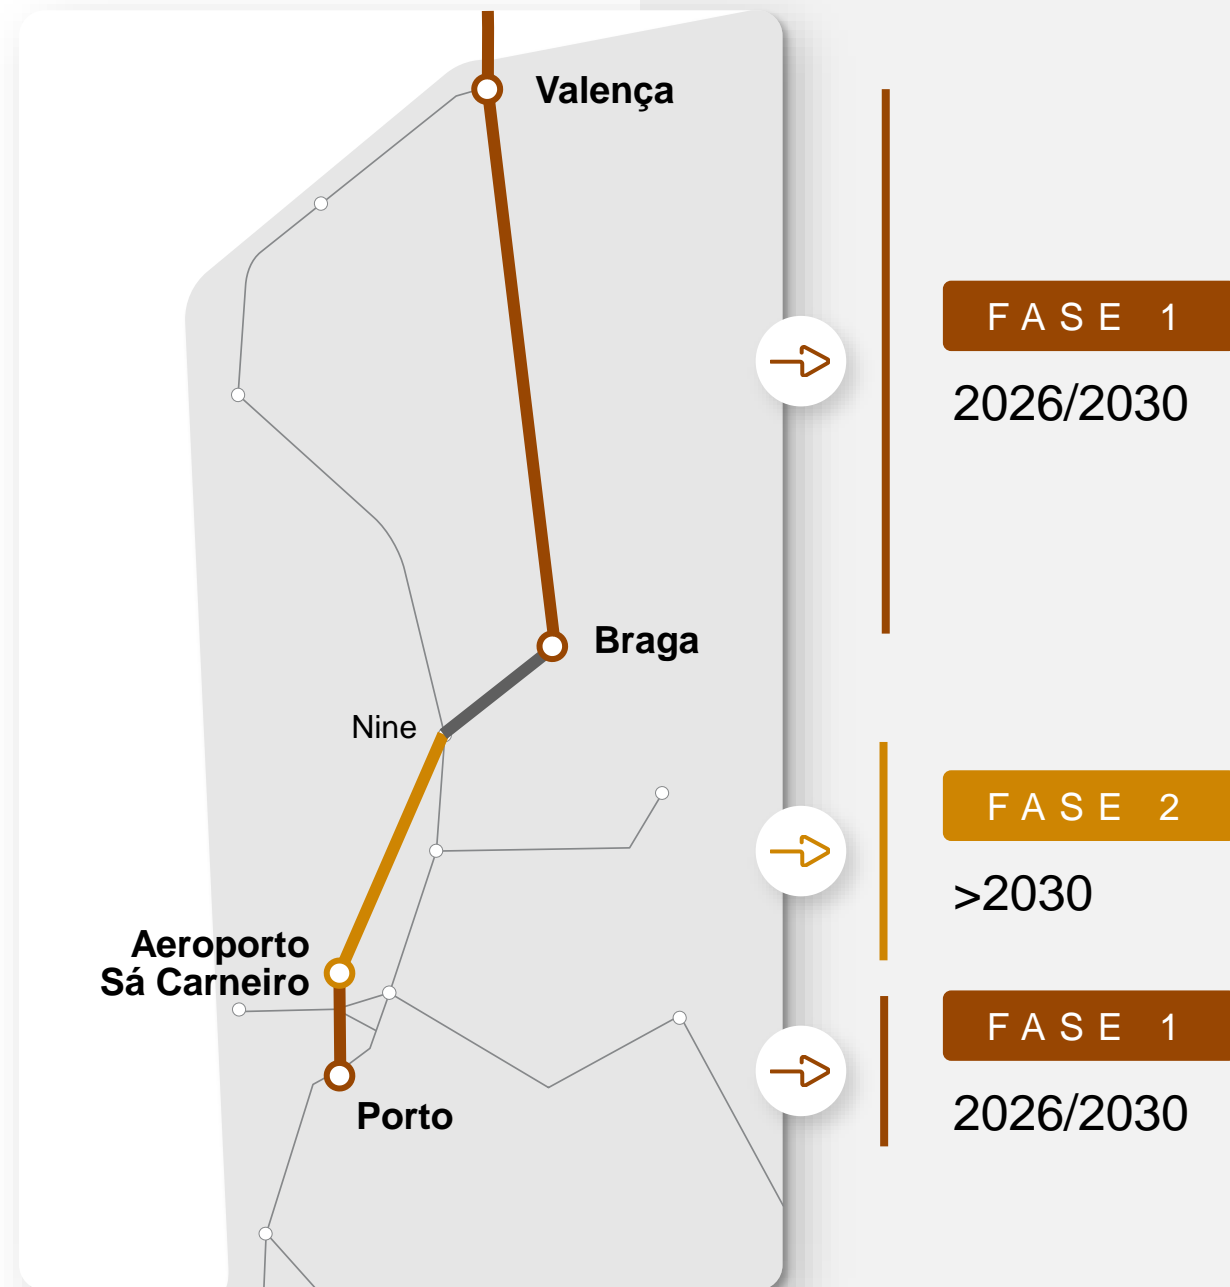 Valença
FASE 1
2026/2030
Braga
Nine
FASE 2
>2030
Aeroporto
Sá Carneiro
FASE 1
2026/2030
Porto